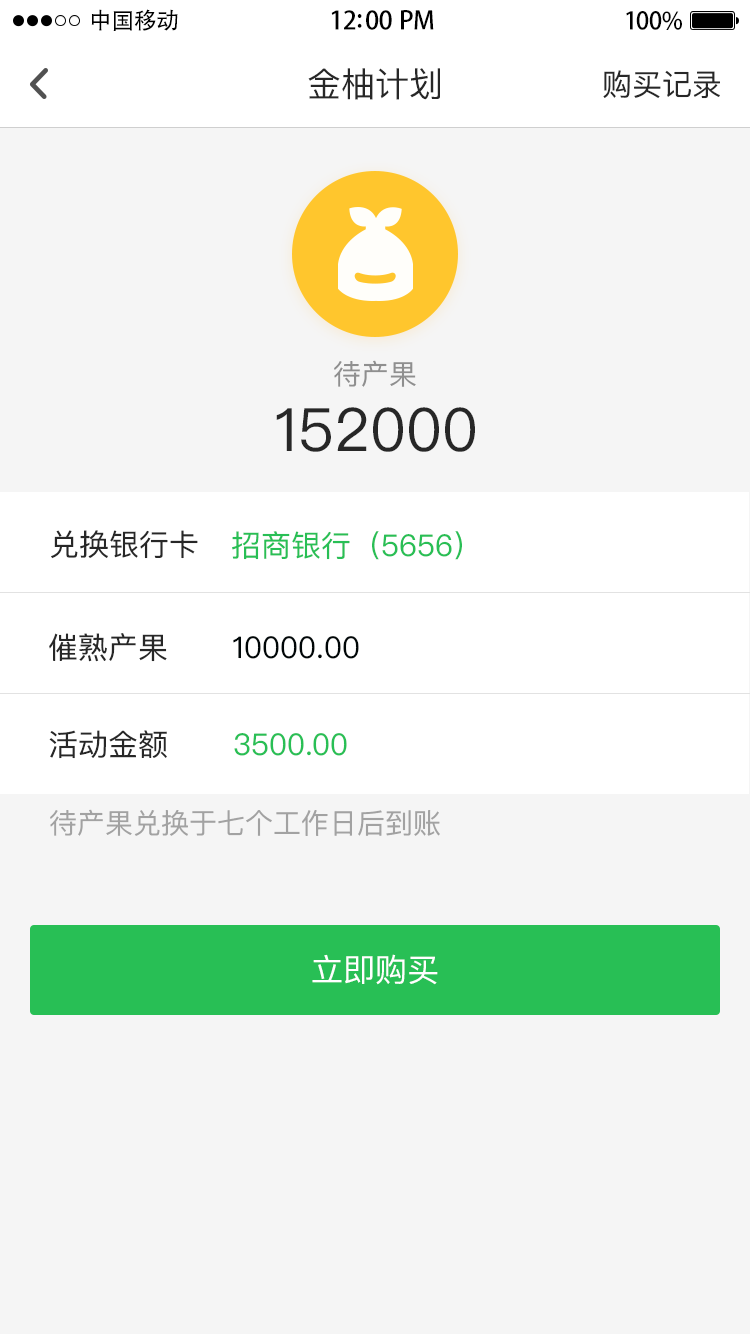 中国移动 12:00 PM 100%
金柚计划 购买记录
待产果
152000
兑换银行卡 招商银行（5656）
催熟产果 10000.00
活动金额 3500.00
待产果兑换于七个工作日后到账
立即购买